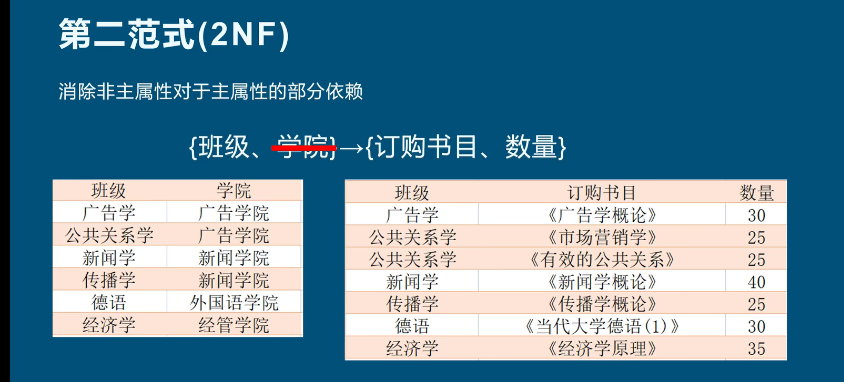 第二范式(2NF)
消除非主属性对于主属性的部分依赖
{班级、学院}→{订购书目、数量}
班级 学院
广告学 广告学院
公共关系学 广告学院
新闻学 新闻学院
传播学 新闻学院
德语 外国语学院
经济学 经管学院
班级 订购书目 数量
广告学 《广告学概论》 30
公共关系学 《市场营销学》 25
公共关系学 《有效的公共关系》 25
新闻学 《新闻学概论》 40
传播学 《传播学概论》 25
德语 《当代大学德语(1)》 30
经济学 《经济学原理》 35